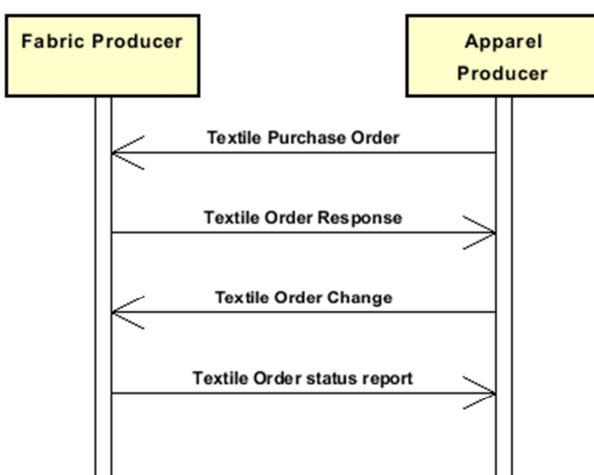 Fabric Producer
Apparel
Producer
Textile Purchase Order
Textile Order Response
Textile Order Change
Textile Order status report